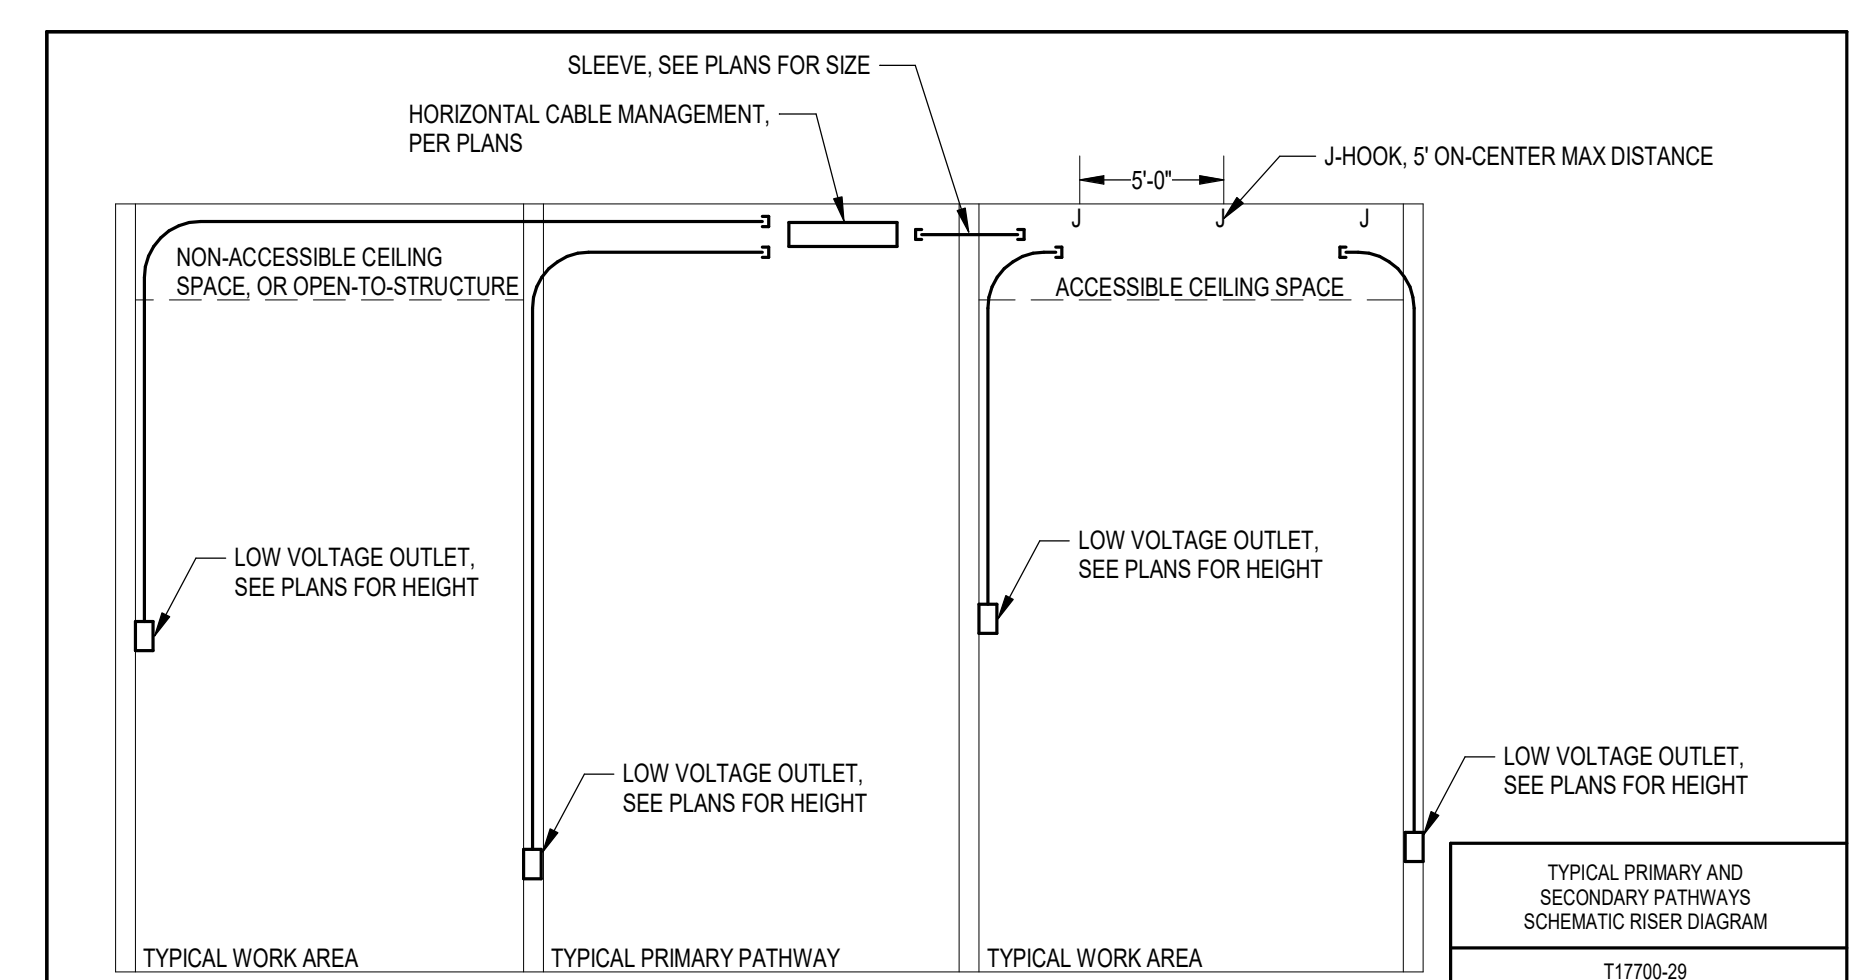 SLEEVE, SEE PLANS FOR SIZE
HORIZONTAL CABLE MANAGEMENT,
PER PLANS
J-HOOK, 5' ON-CENTER MAX DISTANCE
5'-0"
J
J
J
NON-ACCESSIBLE CEILING
SPACE, OR OPEN-TO-STRUCTURE
ACCESSIBLE CEILING SPACE
LOW VOLTAGE OUTLET,
SEE PLANS FOR HEIGHT
LOW VOLTAGE OUTLET,
SEE PLANS FOR HEIGHT
LOW VOLTAGE OUTLET,
SEE PLANS FOR HEIGHT
LOW VOLTAGE OUTLET,
SEE PLANS FOR HEIGHT
TYPICAL WORK AREA
TYPICAL PRIMARY PATHWAY
TYPICAL WORK AREA
TYPICAL PRIMARY AND
SECONDARY PATHWAYS
SCHEMATIC RISER DIAGRAM
T17700-29